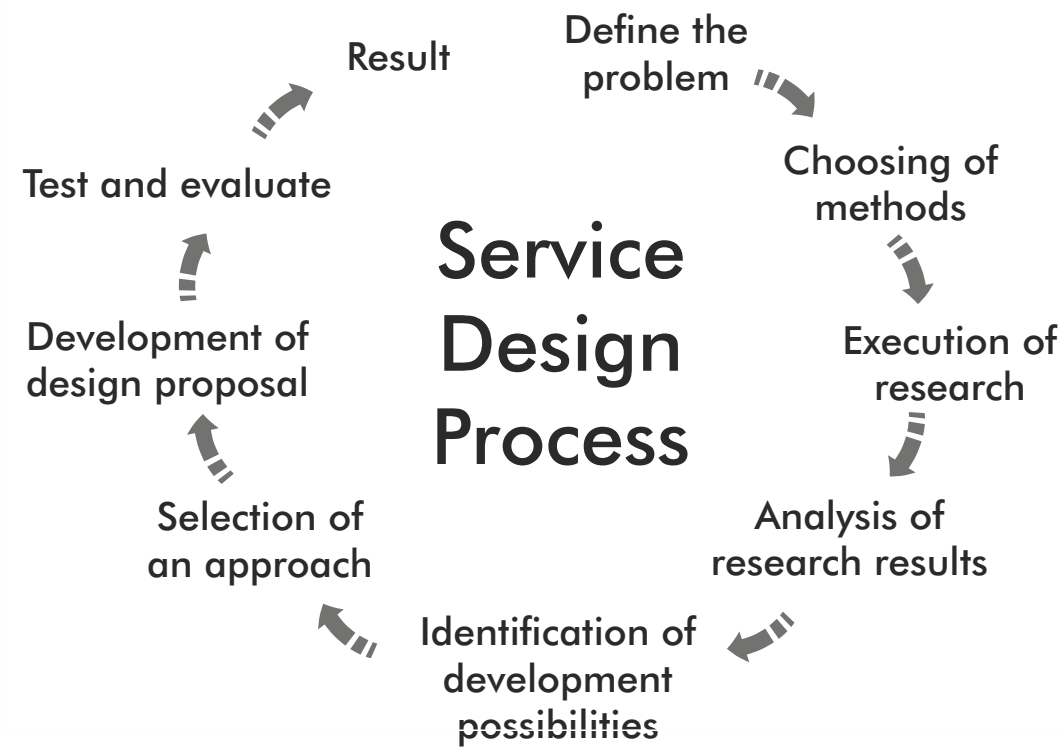 Service
Design
Process
Define the
problem
Choosing of
methods
Execution of
research
Analysis of
research results
Identification of
development
possibilities
Selection of
an approach
Development of
design proposal
Test and evaluate
Result